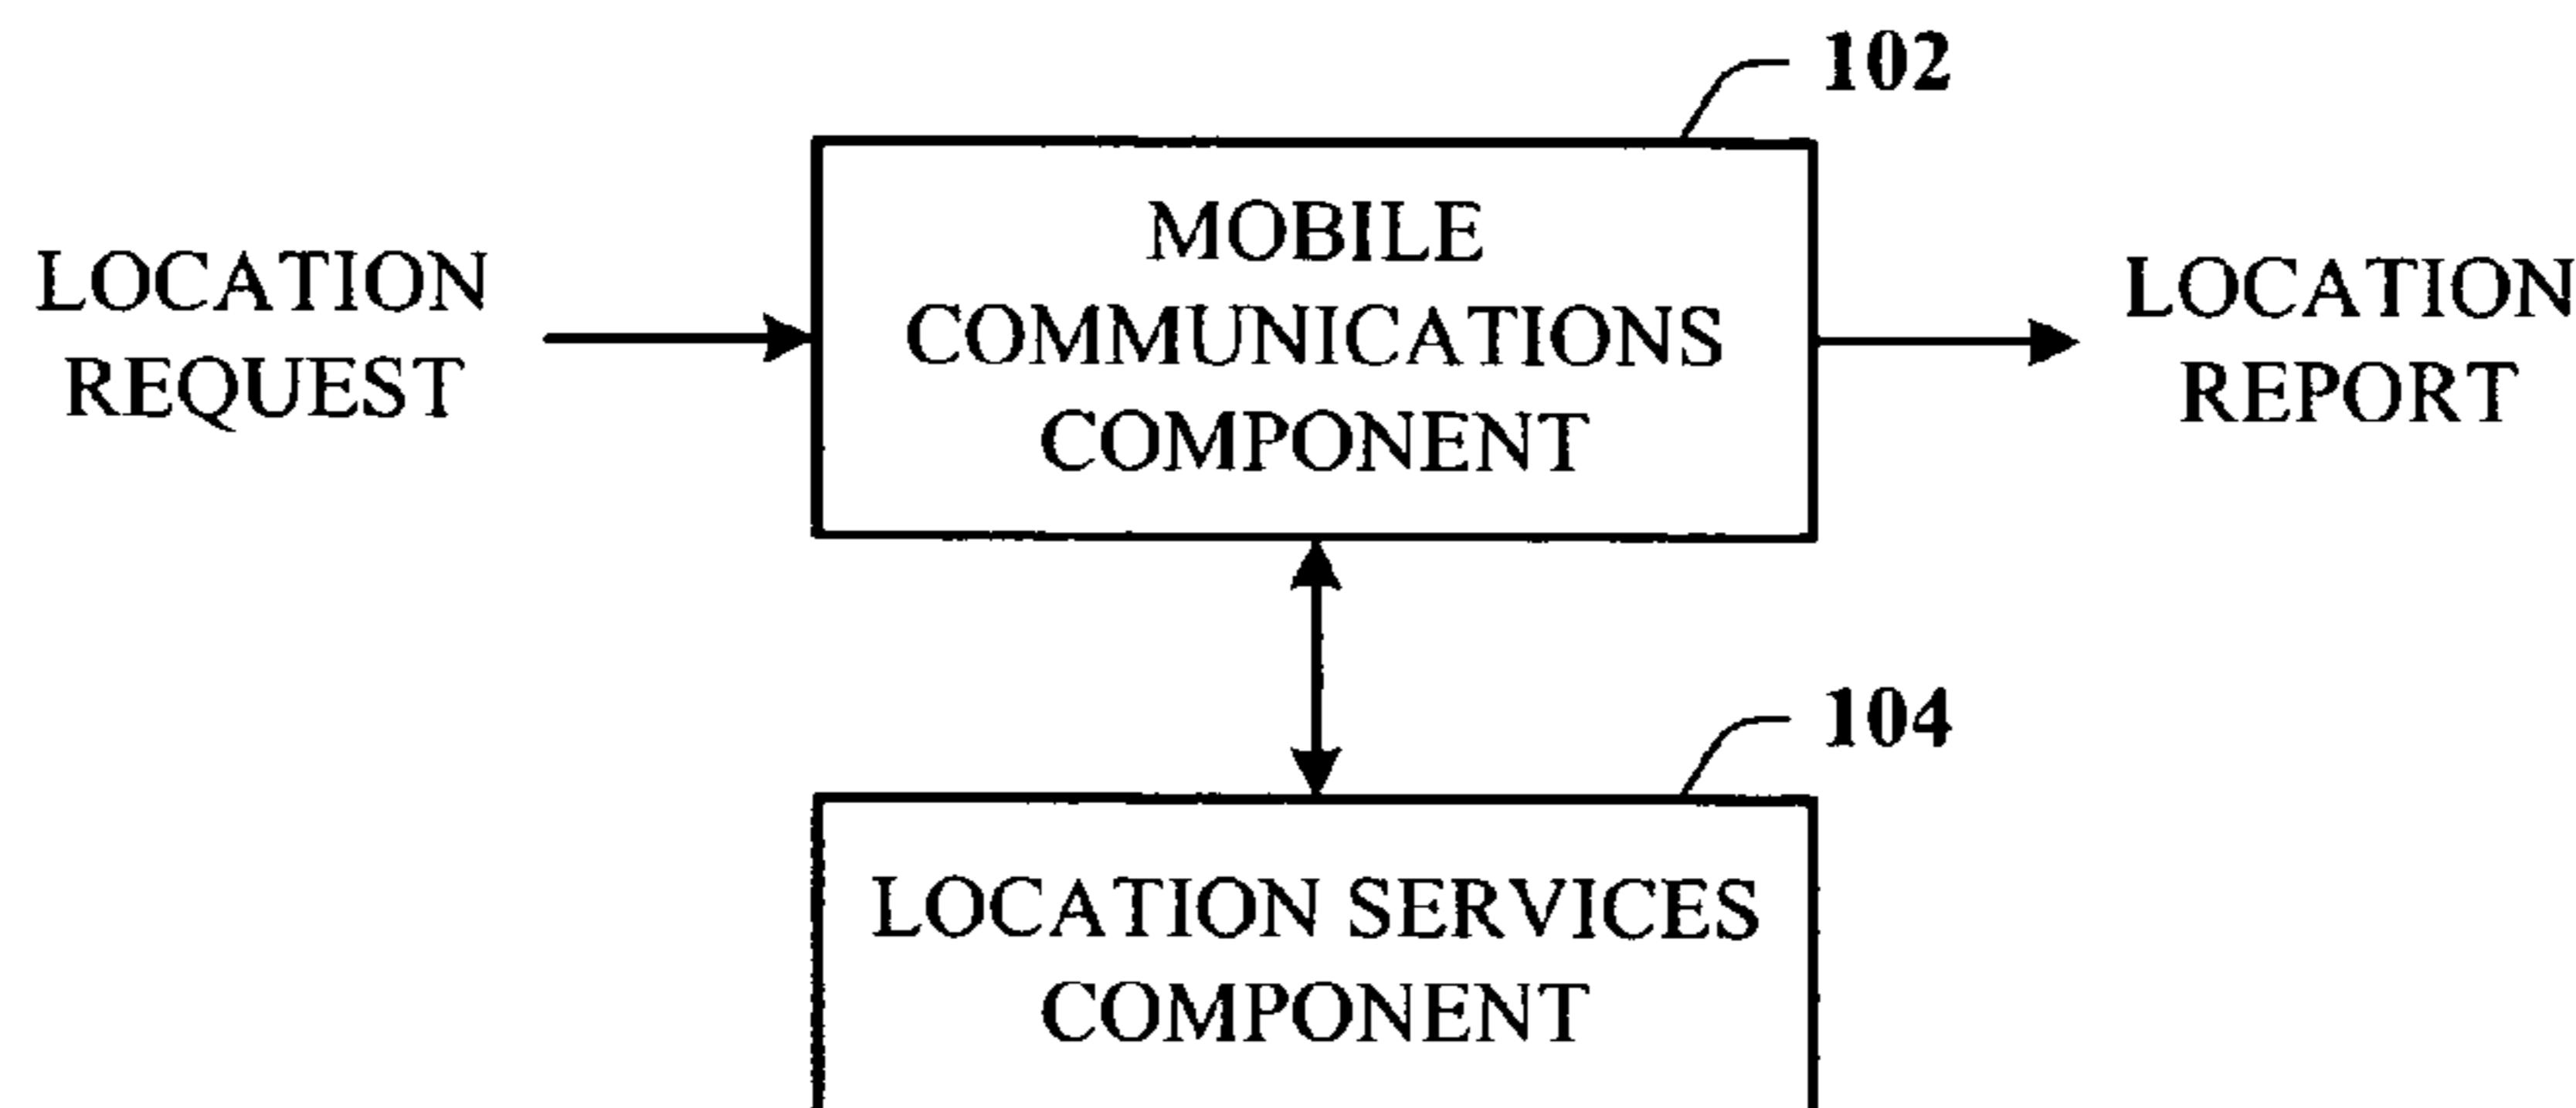 102
MOBILE
COMMUNICATIONS
COMPONENT
LOCATION
REQUEST
LOCATION
REPORT
104
LOCATION SERVICES
COMPONENT